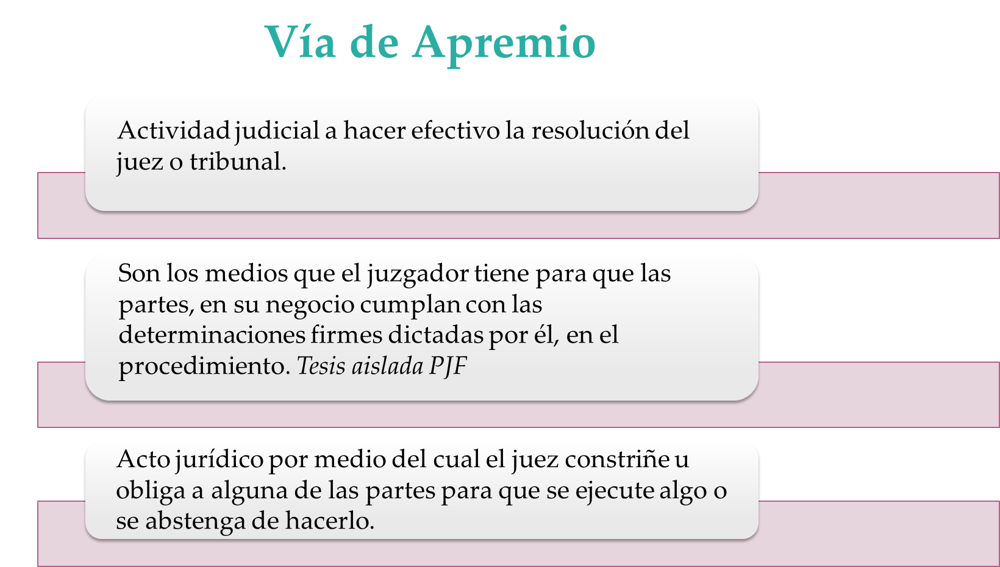 Vía de Apremio
Actividad judicial a hacer efectivo la resolución del
juez o tribunal.
Son los medios que el juzgador tiene para que las
partes, en su negocio cumplan con las
determinaciones firmes dictadas por él, en el
procedimiento. Tesis aislada PJF
Acto jurídico por medio del cual el juez constriñe u
obliga a alguna de las partes para que se ejecute algo o
se abstenga de hacerlo.